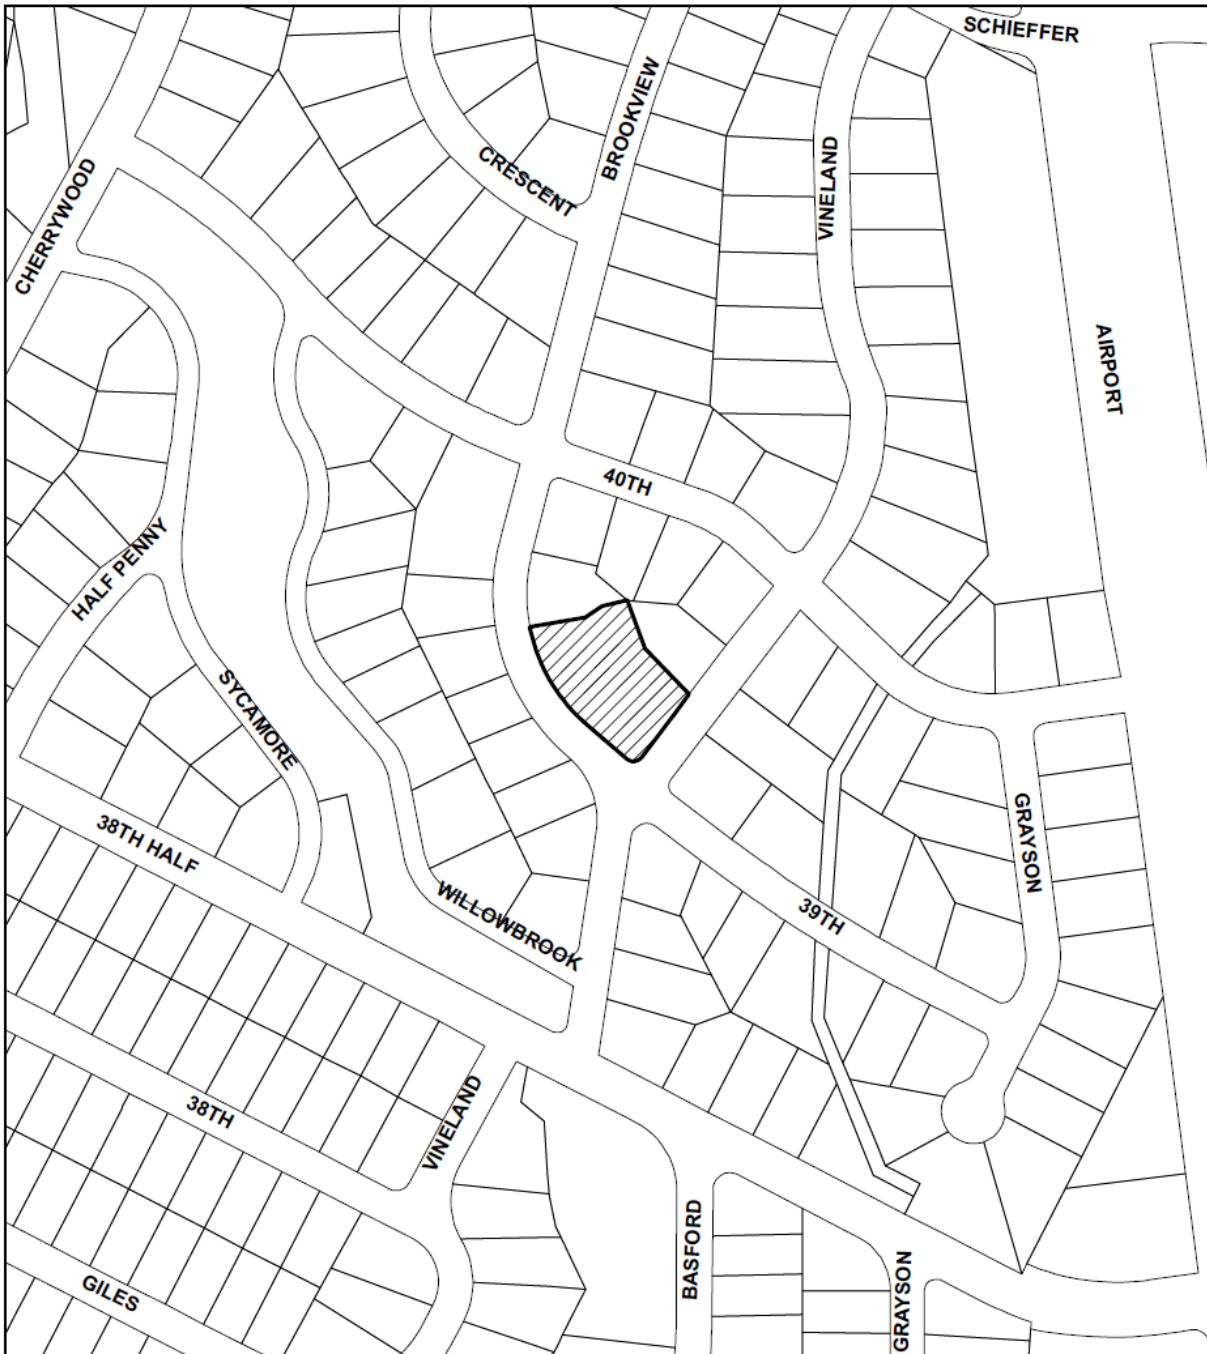 SCHIEFFER
BROOKVIEW
CRESCENT
VINELAND
CHERRYWOOD
AIRPORT
40TH
HALF PENNY
SYCAMORE
38TH HALF
GRAYSON
WILLOWBROOK
39TH
38TH
VINELAND
BASFORD
GRAYSON
GILES